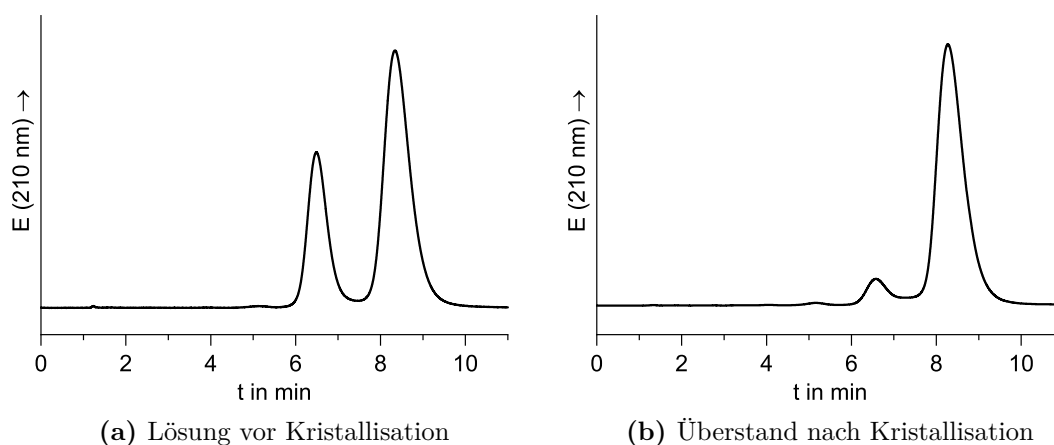 E (210 nm) →
0 2 4 6 8 10
t in min
(a) Lösung vor Kristallisation
E (210 nm) →
0 2 4 6 8 10
t in min
(b) Überstand nach Kristallisation